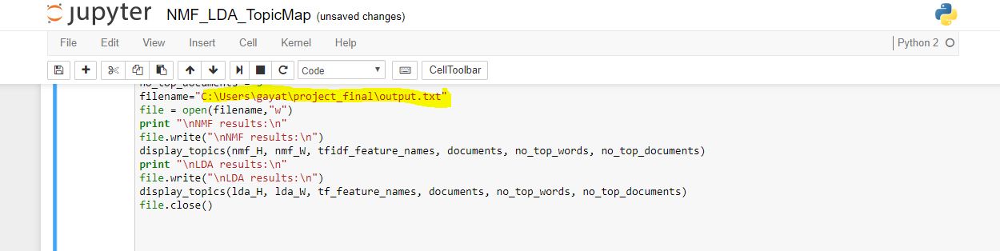 jupyter NMF_LDA_TopicMap (unsaved changes)
File Edit View Insert Cell Kernel Help Python 2
Code CellToolbar
no_top_documents =
filename="C:\Users\gayat\project_final\output.txt"
file = open(filename,"w")
print "\nNMF results:\n"
file.write("\nNMF results:\n")
display_topics(nmf_H, nmf_W, tfidf_feature_names, documents, no_top_words, no_top_documents)
print "\nLDA results:\n"
file.write("\nLDA results:\n")
display_topics(lda_H, lda_W, tf_feature_names, documents, no_top_words, no_top_documents)
file.close()